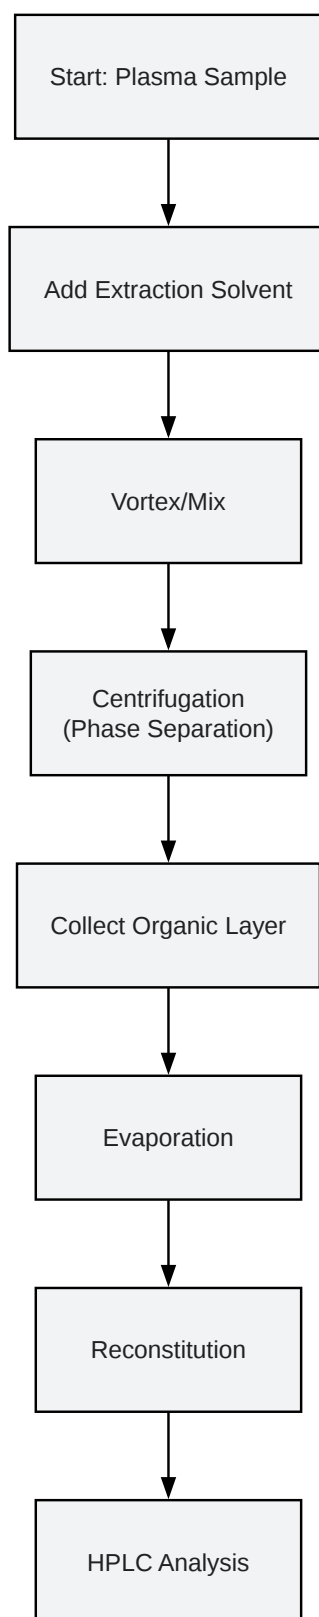 Start: Plasma Sample
Add Extraction Solvent
Vortex/Mix
Centrifugation
(Phase Separation)
Collect Organic Layer
Evaporation
Reconstitution
HPLC Analysis